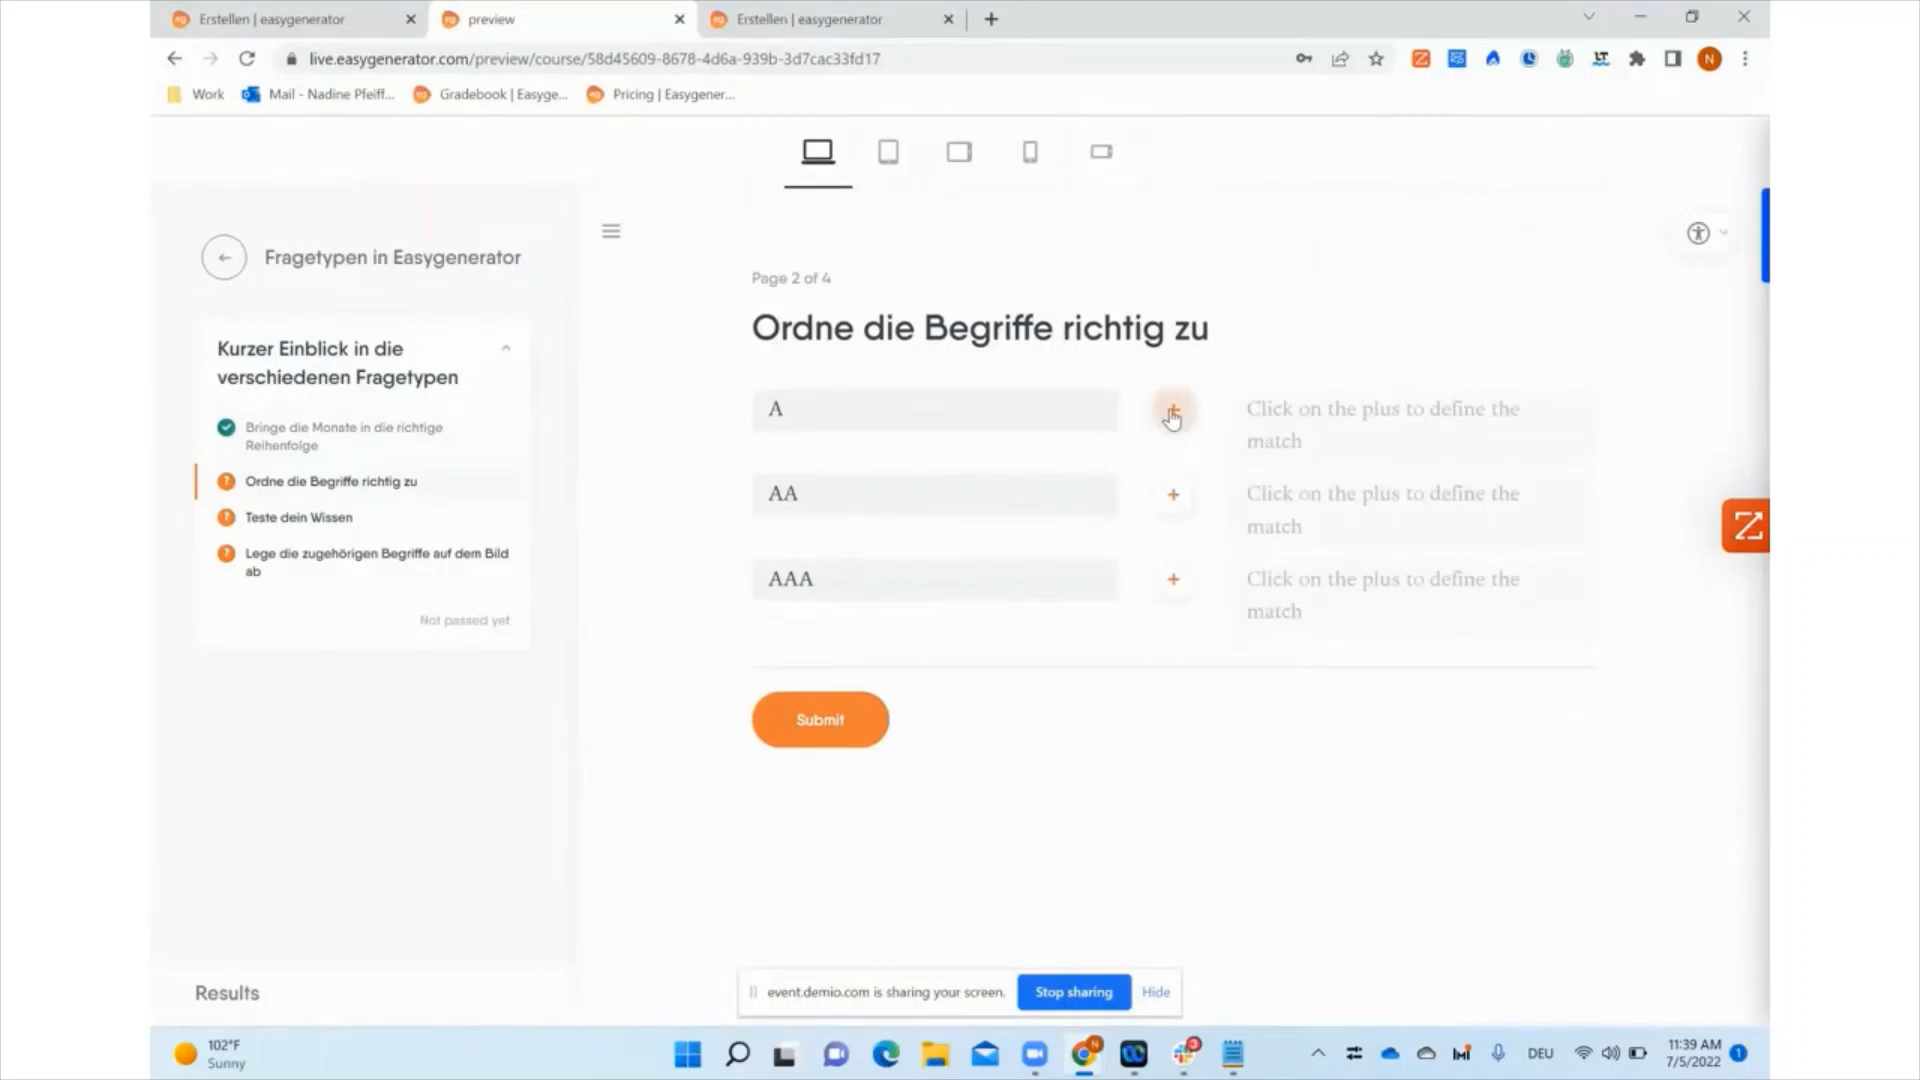 Erstellen | easygenerator
preview
Erstellen | easygenerator
live.easygenerator.com/preview/course/58d45609-8678-4d6a-939b-3d7cac33fd17
N
Work
Mail - Nadine Pfeiff...
Gradebook | Easyge...
Pricing | Easygener...
Fragetypen in Easygenerator
Kurzer Einblick in die
verschiedenen Fragetypen
Bringe die Monate in die richtige
Reihenfolge
Ordne die Begriffe richtig zu
Teste dein Wissen
Lege die zugehörigen Begriffe auf dem Bild
ab
Not passed yet
Results
Page 2 of 4
Ordne die Begriffe richtig zu
A
Click on the plus to define the
match
AA
Click on the plus to define the
match
AAA
Click on the plus to define the
match
Submit
event.demio.com is sharing your screen.
Stop sharing
Hide
102°F
Sunny
DEU
11:39 AM
7/5/2022